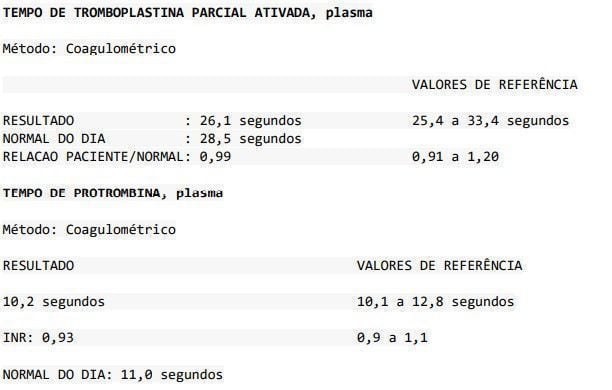 TEMPO DE TROMBOPLASTINA PARCIAL ATIVADA, plasma
Método: Coagulométrico
VALORES DE REFERÊNCIA
RESULTADO : 26,1 segundos 25,4 a 33,4 segundos
NORMAL DO DIA : 28,5 segundos
RELACAO PACIENTE/NORMAL: 0,99 0,91 a 1,20
TEMPO DE PROTROMBINA, plasma
Método: Coagulométrico
RESULTADO VALORES DE REFERÊNCIA
10,2 segundos 10,1 a 12,8 segundos
INR: 0,93 0,9 a 1,1
NORMAL DO DIA: 11,0 segundos